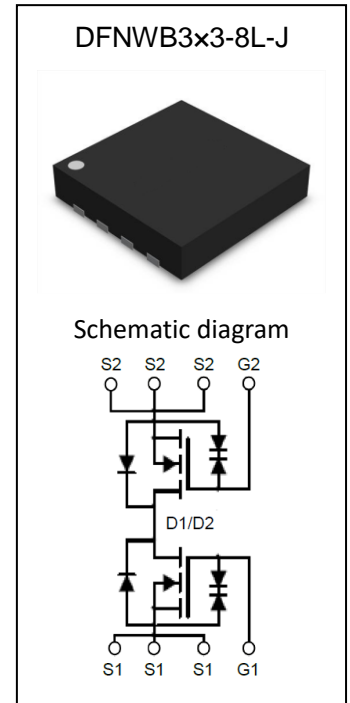 DFNWB3×3-8L-J
Schematic diagram
S2 S2 S2 G2
D1/D2
S1 S1 S1 G1